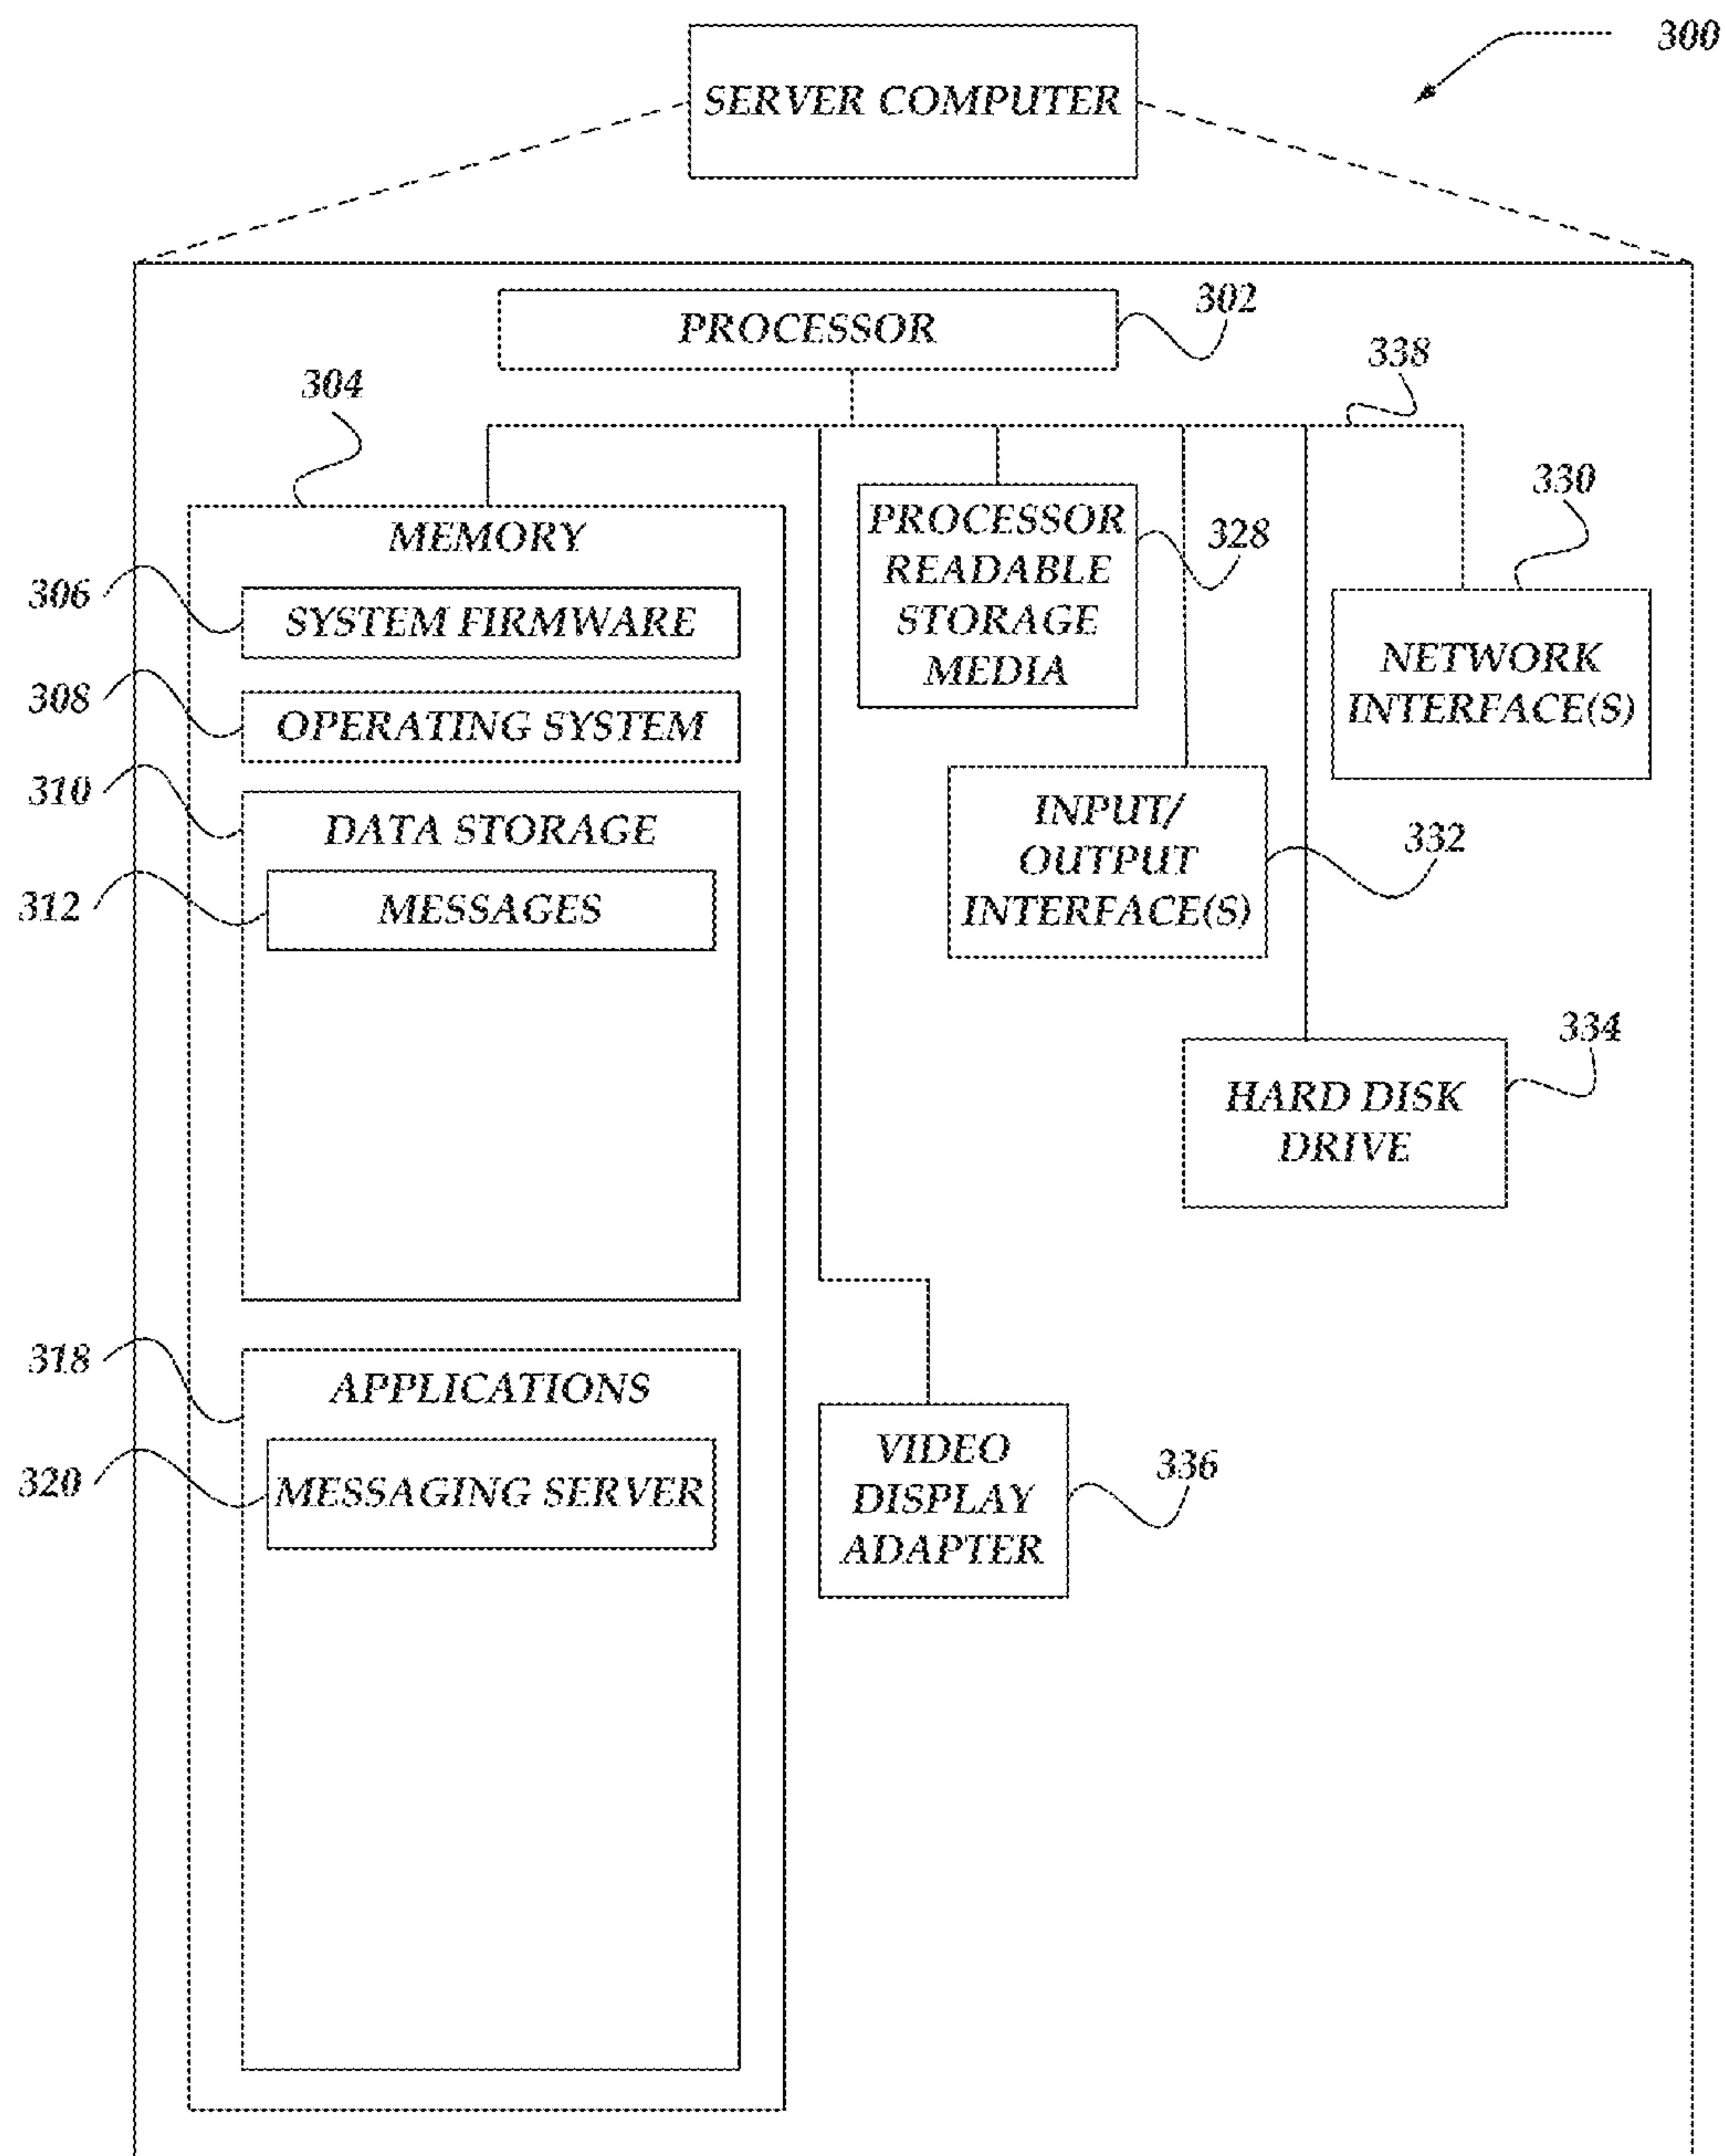 300
SERVER COMPUTER
PROCESSOR
302
338
304
MEMORY
306
SYSTEM FIRMWARE
308
OPERATING SYSTEM
310
DATA STORAGE
312
MESSAGES
318
APPLICATIONS
320
MESSAGING SERVER
PROCESSOR
READABLE
STORAGE
MEDIA
328
330
NETWORK
INTERFACE(S)
INPUT/
OUTPUT
INTERFACE(S)
332
334
HARD DISK
DRIVE
VIDEO
DISPLAY
ADAPTER
336